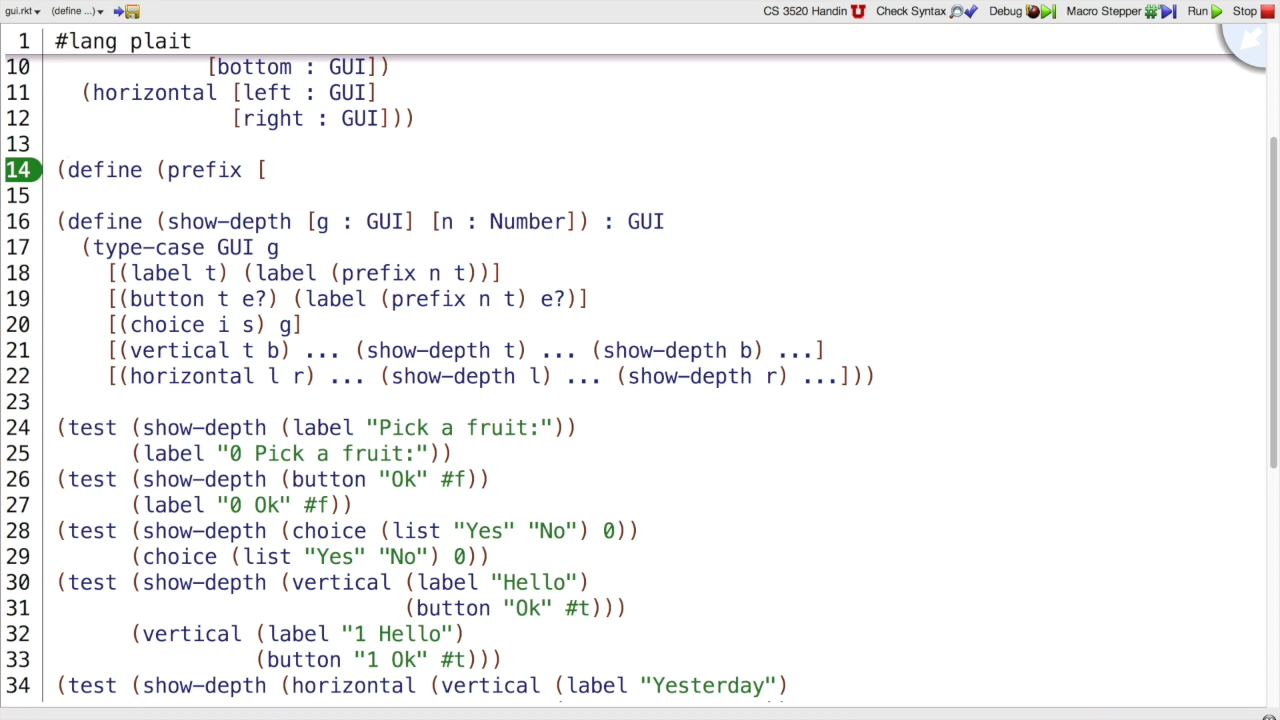 gui.rkt▾ (define ...)▾ CS 3520 Handin Check Syntax Debug Macro Stepper Run Stop
1 #lang plait
10 [bottom : GUI])
11 (horizontal [left : GUI]
12 [right : GUI]))
13
14 (define (prefix [
15
16 (define (show-depth [g : GUI] [n : Number]) : GUI
17 (type-case GUI g
18 [(label t) (label (prefix n t))]
19 [(button t e?) (label (prefix n t) e?)]
20 [(choice i s) g]
21 [(vertical t b) ... (show-depth t) ... (show-depth b) ...]
22 [(horizontal l r) ... (show-depth l) ... (show-depth r) ...]))
23
24 (test (show-depth (label "Pick a fruit:"))
25 (label "0 Pick a fruit:"))
26 (test (show-depth (button "Ok" #f))
27 (label "0 Ok" #f))
28 (test (show-depth (choice (list "Yes" "No") 0))
29 (choice (list "Yes" "No") 0))
30 (test (show-depth (vertical (label "Hello")
31 (button "Ok" #t)))
32 (vertical (label "1 Hello")
33 (button "1 Ok" #t)))
34 (test (show-depth (horizontal (vertical (label "Yesterday")